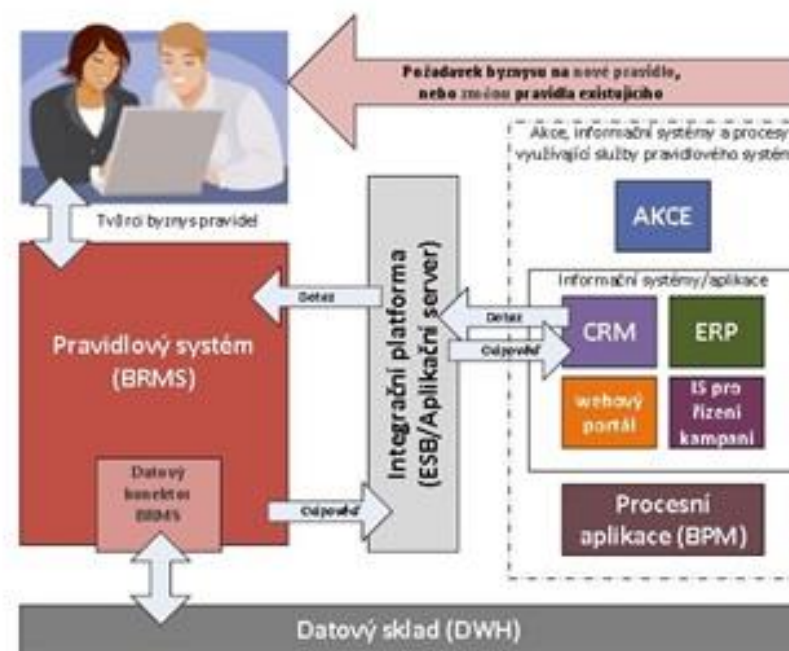 Požadavek byznysu na nové pravidlo,
nebo změnu pravidla existujícího
Akce, informační systémy a procesy
využívající služby pravidlového systém
AKCE
Tvůrci byznys pravidel
Informační systémy/aplikace
Pravidlový systém
(BRMS)
Dotaz
Integrační platforma
(ESB/Aplikační server)
Dotaz
Odpověď
CRM
ERP
webový
portál
IS pro
řízení
kampaní
Datový
konektor
BRMS
Odpověď
Procesní
aplikace (BPM)
Datový sklad (DWH)